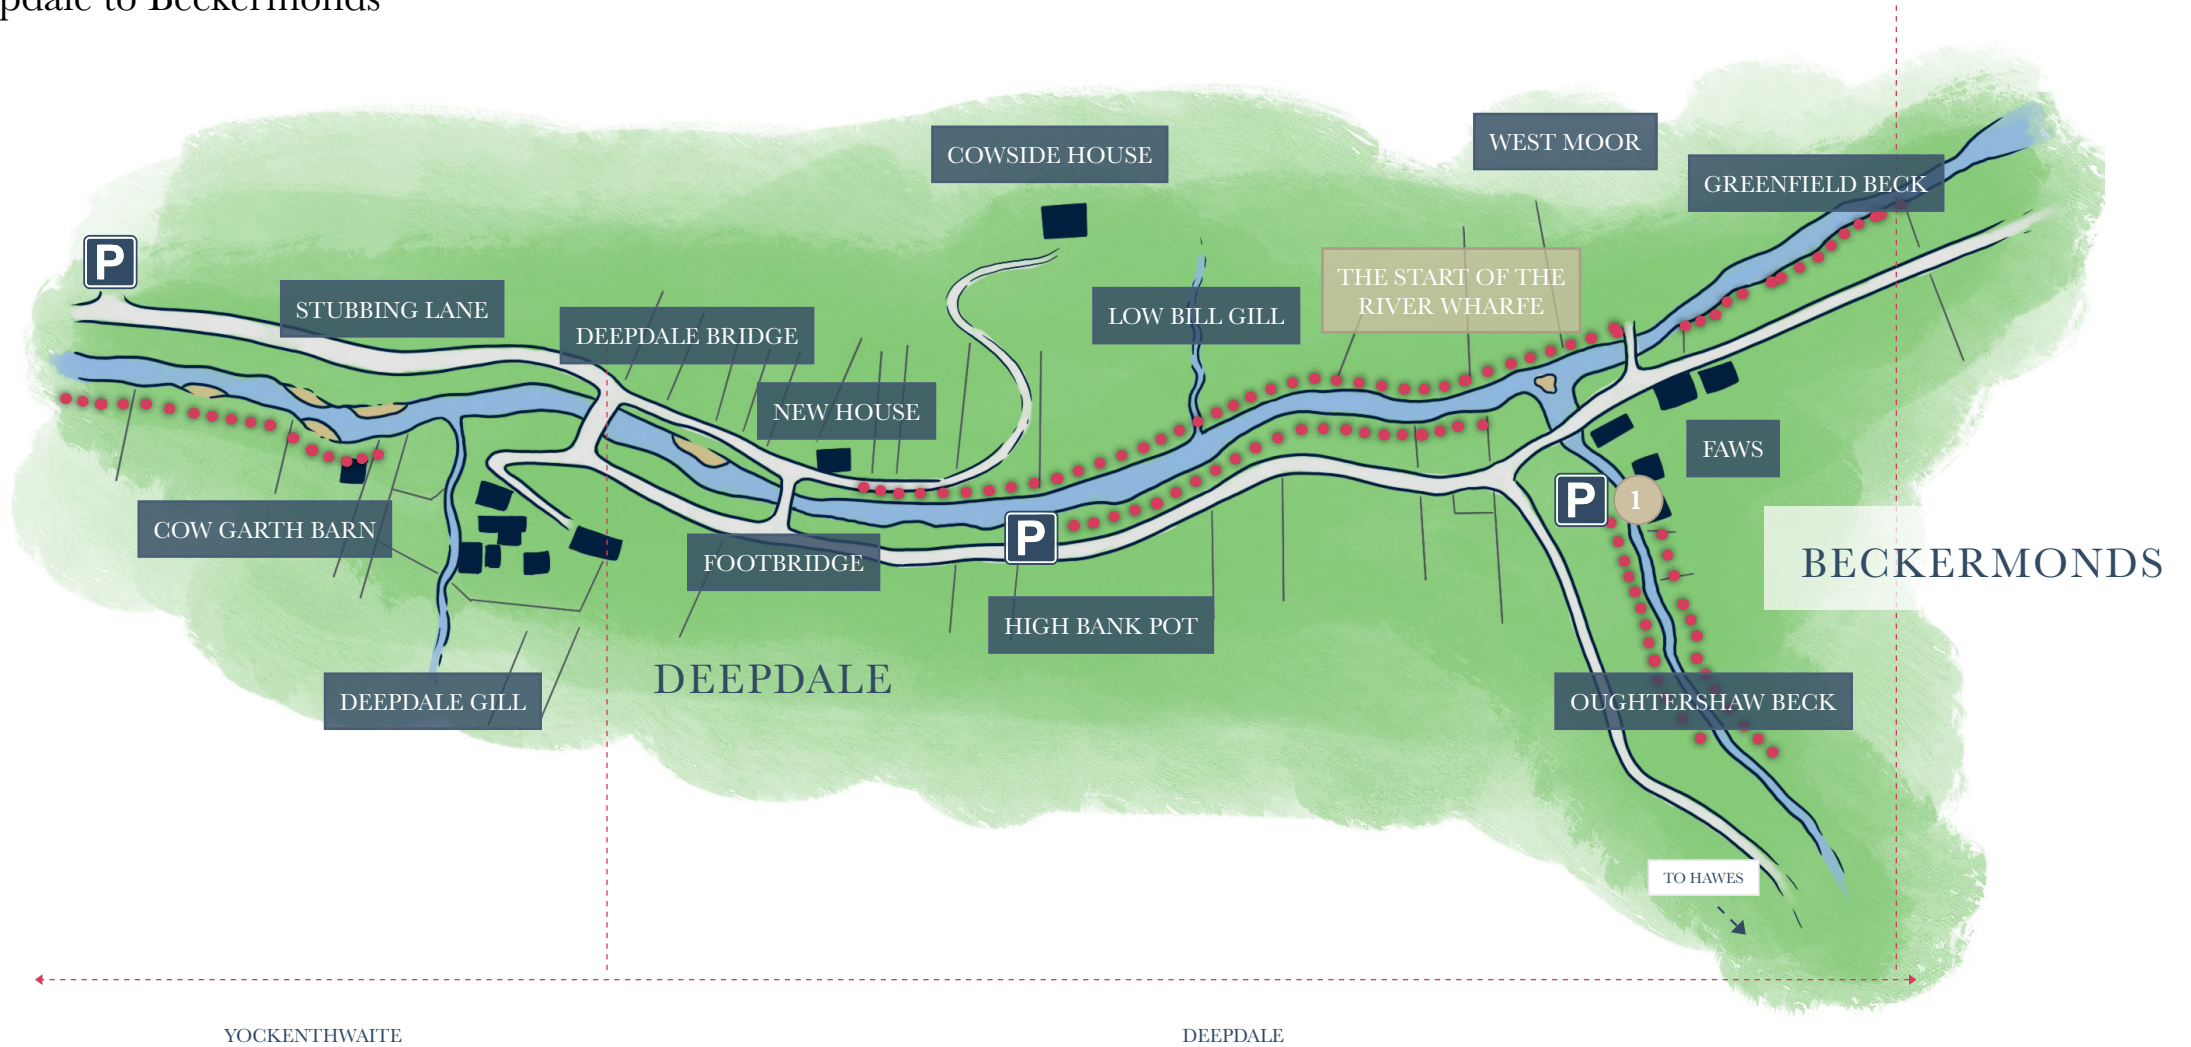 to Beckermonds
COWSIDE HOUSE
WEST MOOR
GREENFIELD BECK
P
STUBBING LANE
DEEPDALE BRIDGE
LOW BILL GILL
THE START OF THE
RIVER WHARFE
NEW HOUSE
FAWS
P
1
COW GARTH BARN
P
FOOTBRIDGE
BECKERMONDS
HIGH BANK POT
DEEPDALE
DEEPDALE GILL
OUGHTERSHAW BECK
TO HAWES
YOCKENTHWAITE
DEEPDALE